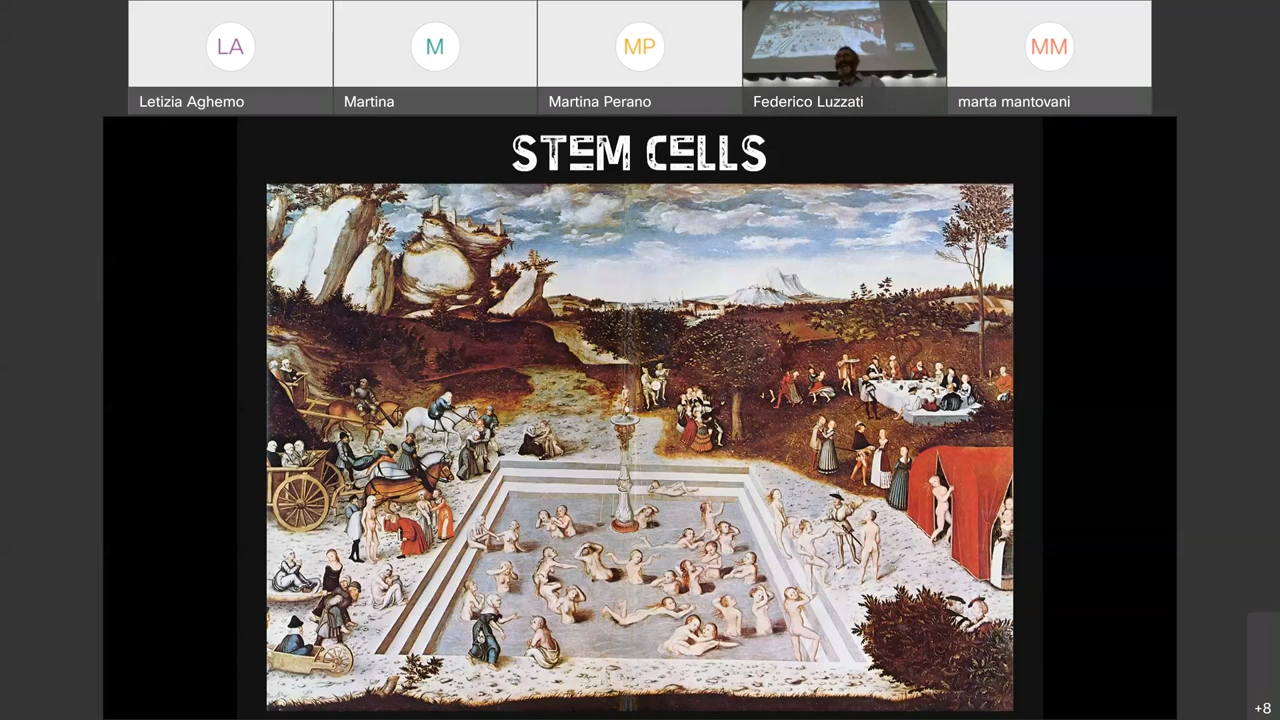 LA
M
MP
MM
Letizia Aghemo
Martina
Martina Perano
Federico Luzzati
marta mantovani
STEM CELLS
+8